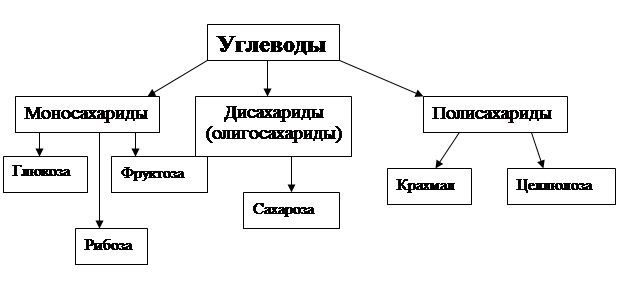 Углеводы
Моносахариды
Дисахариды
(олигосахариды)
Полисахариды
Глюкоза
Фруктоза
Крахмал
Целлюлоза
Сахароза
Рибоза